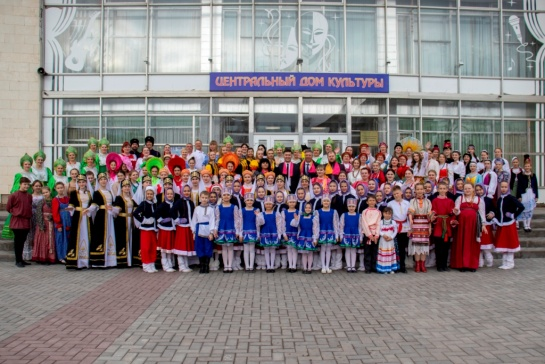 ЦЕНТРАЛЬНЫЙ ДОМ КУЛЬТУРЫ